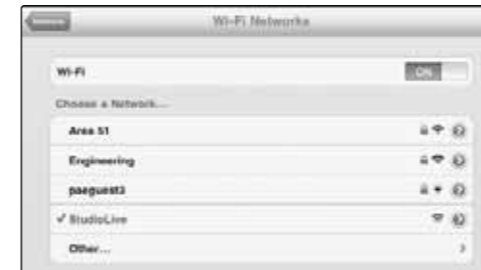 Wi-Fi Networks
Wi-Fi
ON
Choose a Network...
Area 51
Engineering
paeguest3
✓ StudioLive
Other...